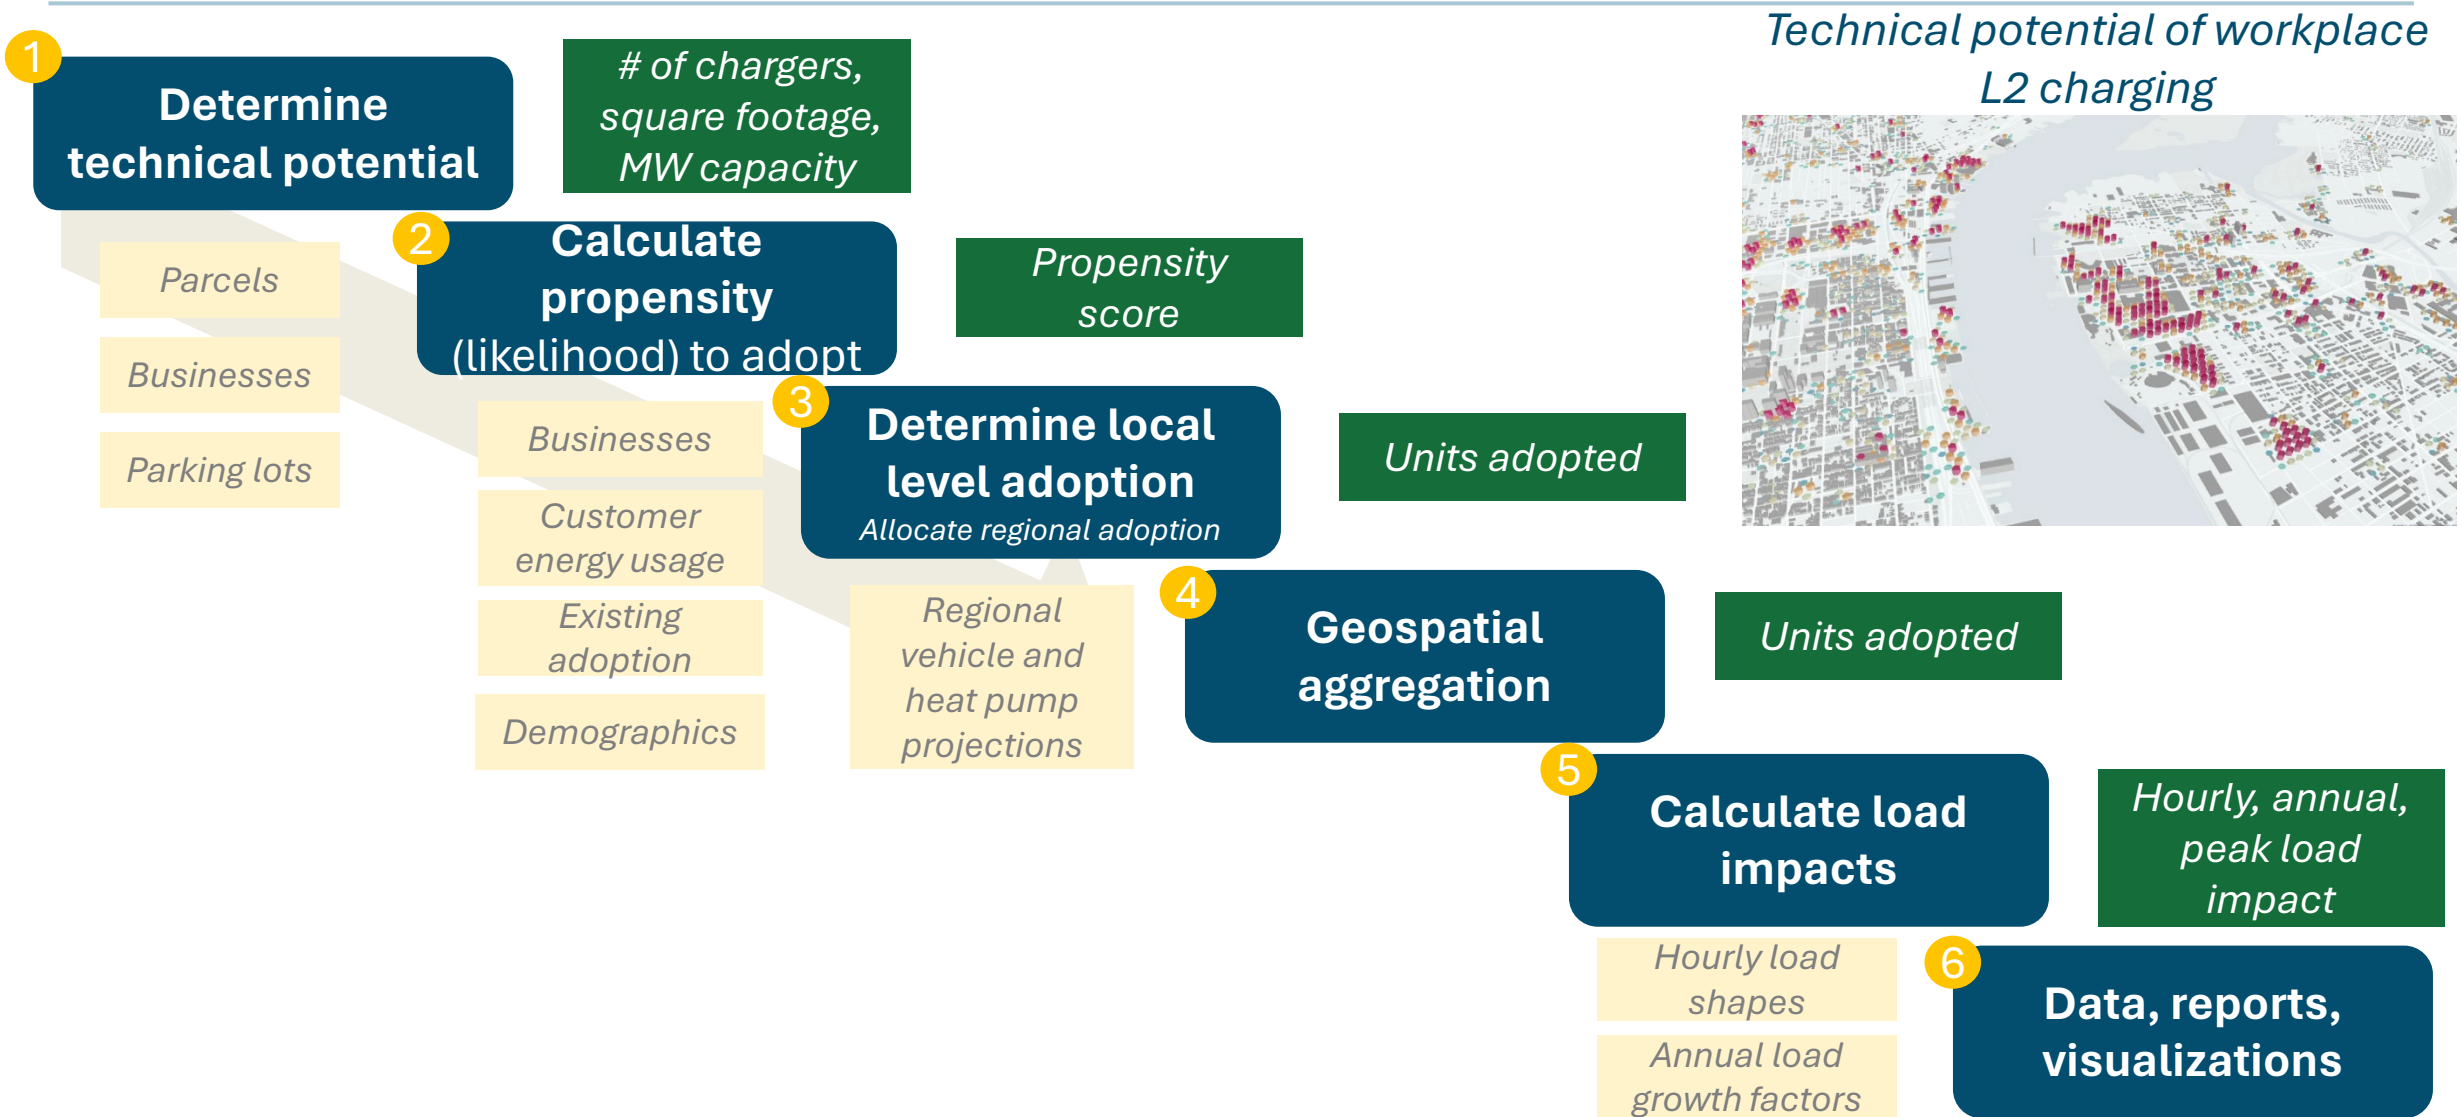 Technical potential of workplace
L2 charging
1
Determine
technical potential
# of chargers,
square footage,
MW capacity
Parcels
Businesses
Parking lots
2
Calculate
propensity
(likelihood) to adopt
Propensity
score
Businesses
Customer
energy usage
Existing
adoption
Demographics
3
Determine local
level adoption
Allocate regional adoption
Units adopted
Regional
vehicle and
heat pump
projections
4
Geospatial
aggregation
Units adopted
5
Calculate load
impacts
Hourly, annual,
peak load
impact
Hourly load
shapes
Annual load
growth factors
6
Data, reports,
visualizations